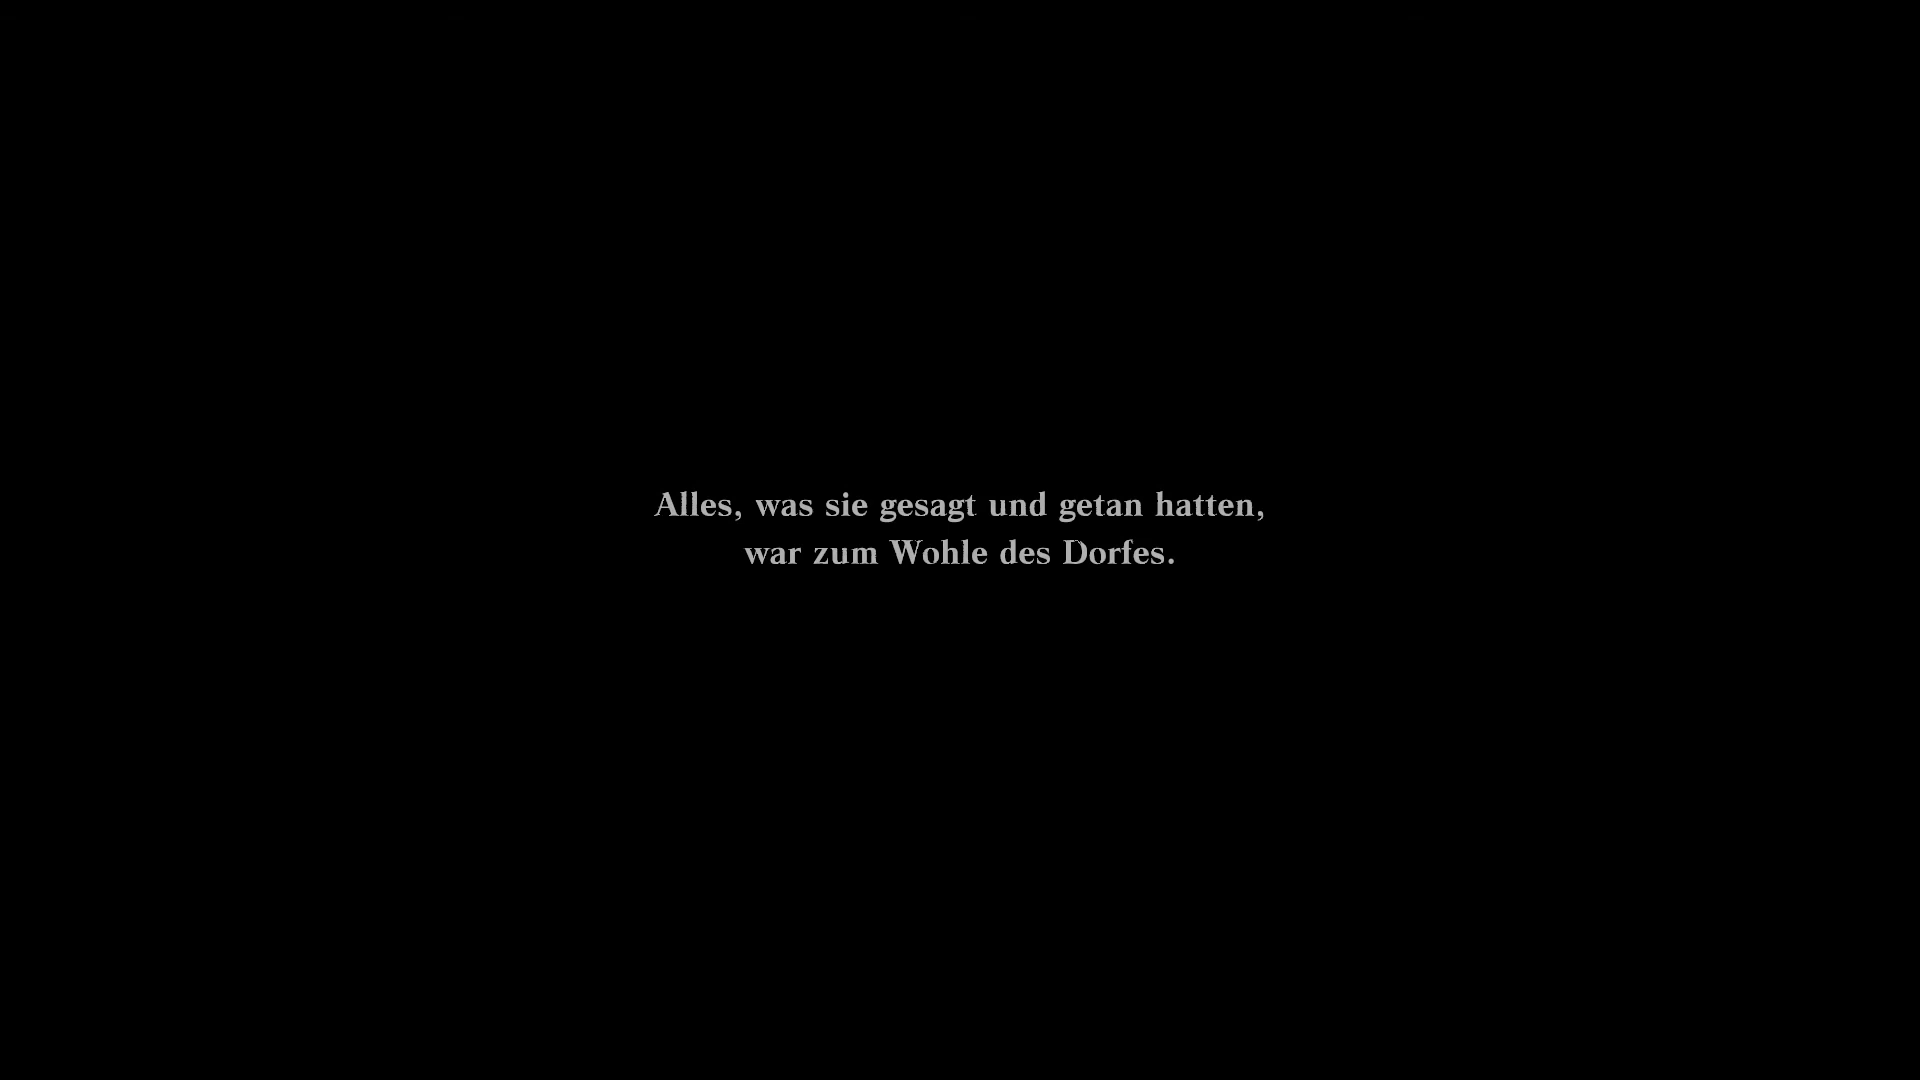 Alles, was sie gesagt und getan hatten,
war zum Wohle des Dorfes.